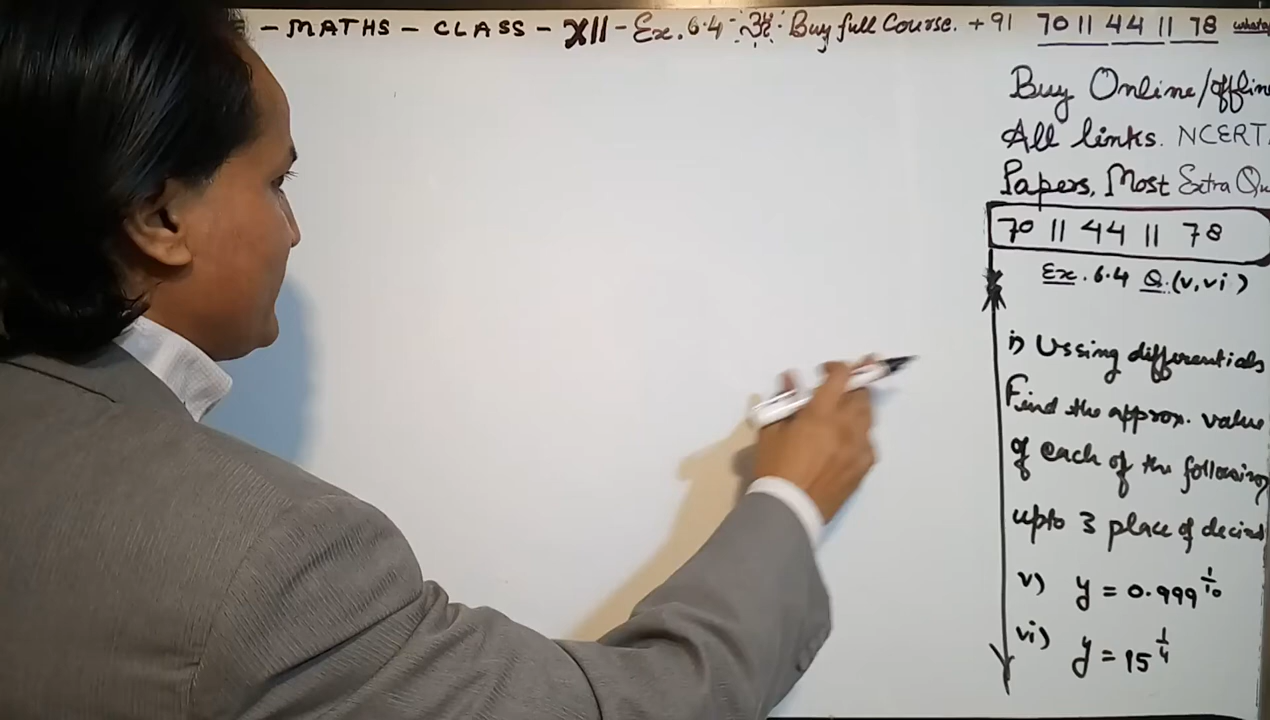 - MATHS - CLASS - XII - Ex. 6.4 - Buy full Course. + 91 70 11 44 11 78
Buy Online/offlin
All links. NCERT
Papers, Most Extra Qu
70 11 44 11 78
Ex. 6.4 Q. (v, vi)
i) Ussing differentials
Find the approx. value
of each of the following
upto 3 place of decimal
v) y = 0.999^{1/10}
vi) y = 15^{1/4}